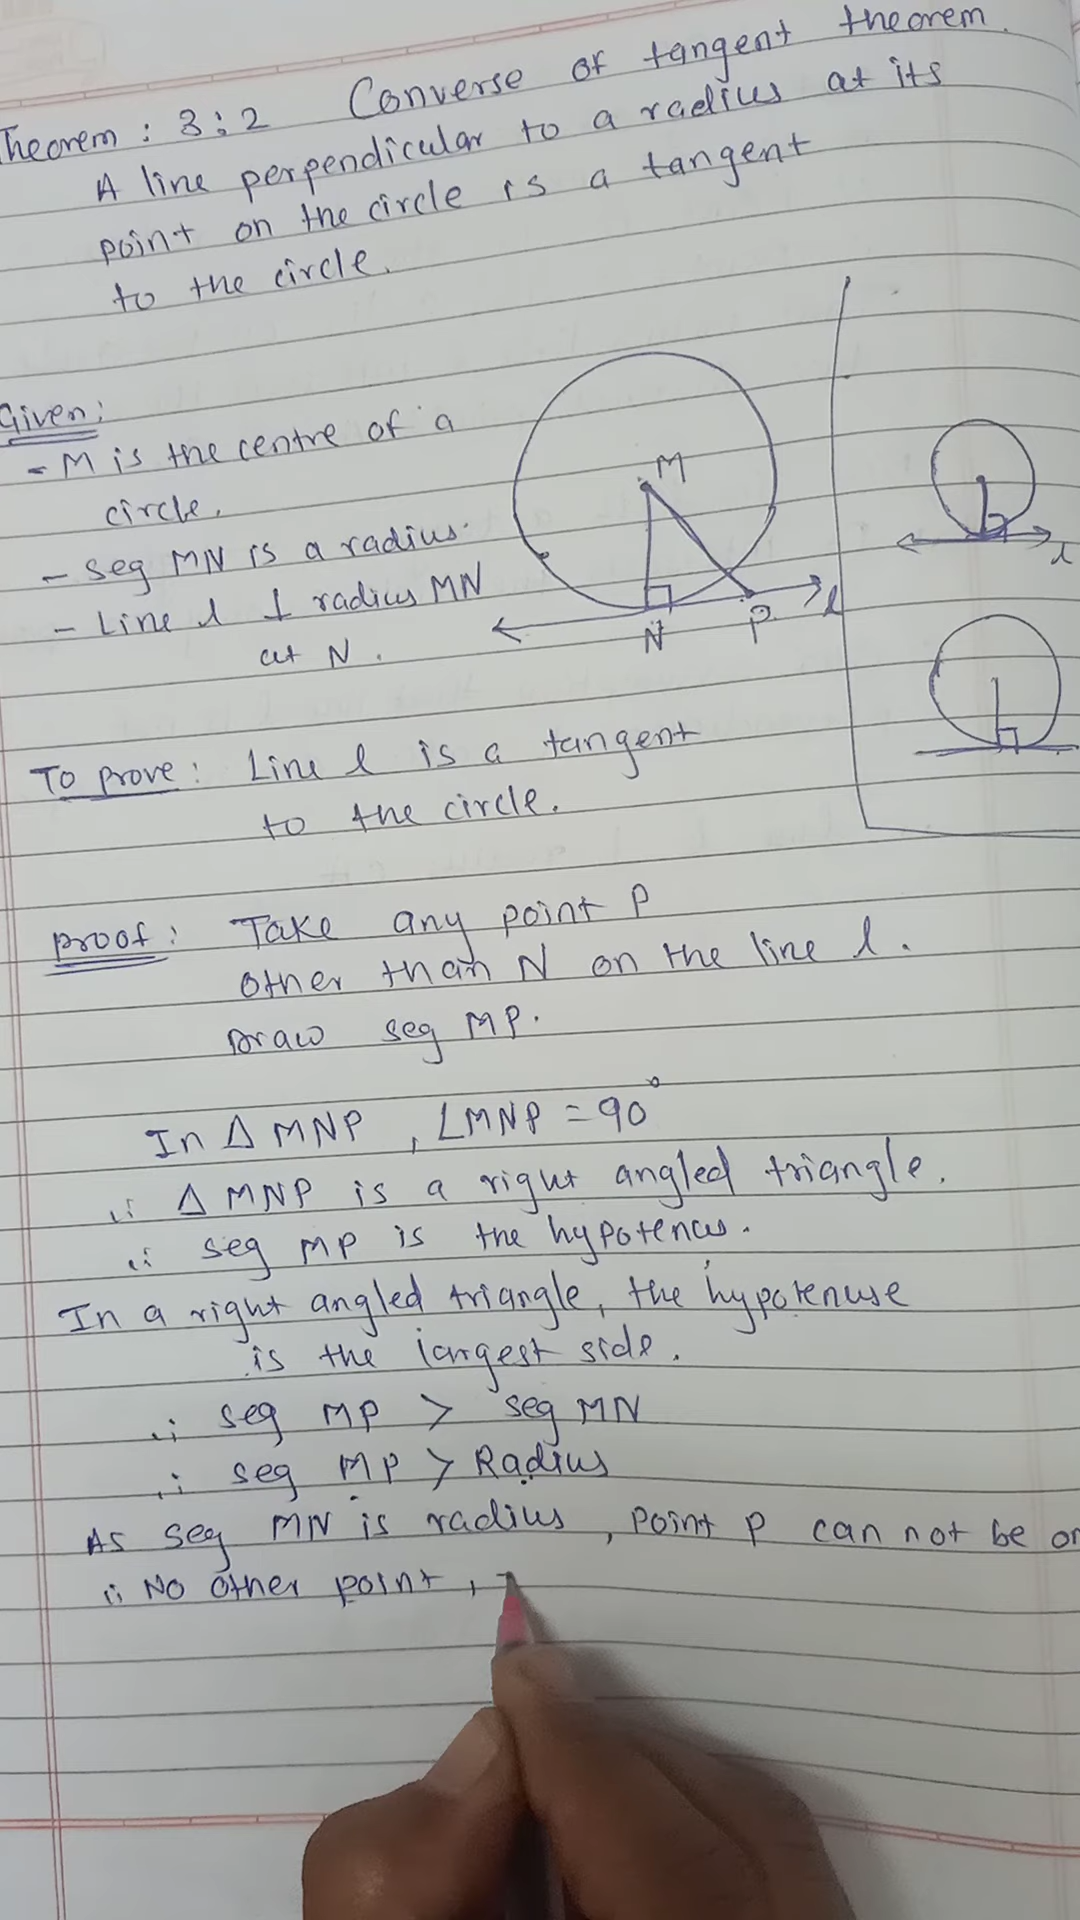 Theorem : 3:2 Converse of tangent theorem.
A line perpendicular to a radius at its
point on the circle is a tangent
to the circle.
Given:
- M is the centre of a
circle.
- seg MN is a radius.
- Line l ⊥ radius MN
at N.
M
N
P
l
l
To prove: Line l is a tangent
to the circle.
Proof: Take any point P
other than N on the line l.
Draw seg MP.
In Δ MNP, ∠MNP = 90°
∴ Δ MNP is a right angled triangle.
∴ seg MP is the hypotenus.
In a right angled triangle, the hypotenuse
is the largest side.
∴ seg MP > seg MN
∴ seg MP > Radius
As seg MN is radius, point P can not be on
∴ No other point,